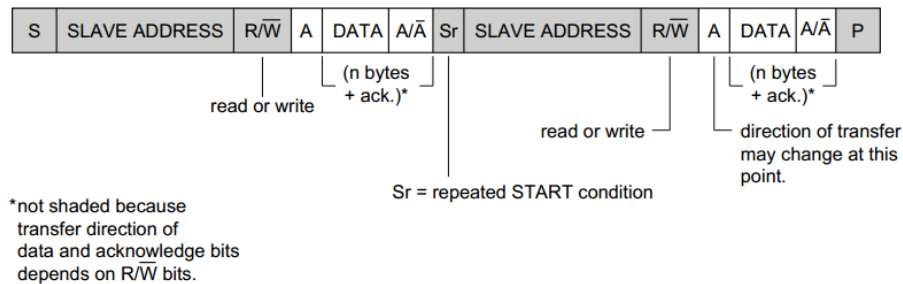 S SLAVE ADDRESS R/W̅ A DATA A/A̅ Sr SLAVE ADDRESS R/W̅ A DATA A/A̅ P
(n bytes
+ ack.)*
read or write
(n bytes
+ ack.)*
read or write
direction of transfer
may change at this
point.
Sr = repeated START condition
*not shaded because
transfer direction of
data and acknowledge bits
depends on R/W̅ bits.